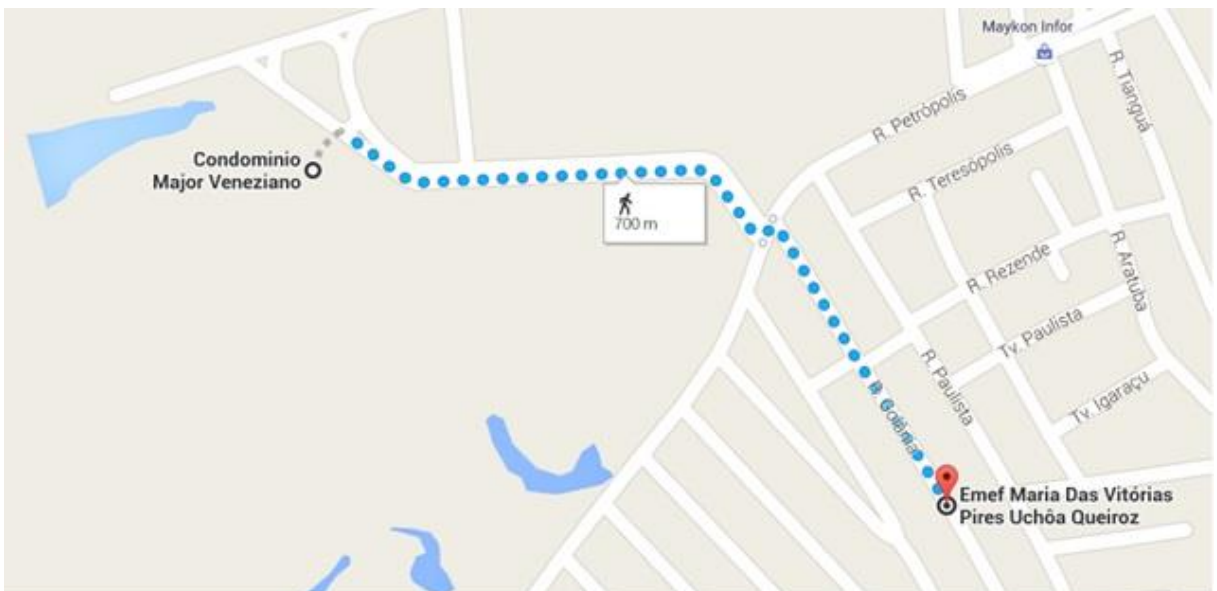 Maykon Infor
R. Tianguá
R. Petrópolis
R. Teresópolis
Condominio
Major Veneziano
700 m
R. Rezende
R. Aratuba
Tv. Paulista
R. Paulista
Tv. Igaraçu
R. Goiânia
Emef Maria Das Vitórias
Pires Uchôa Queiroz